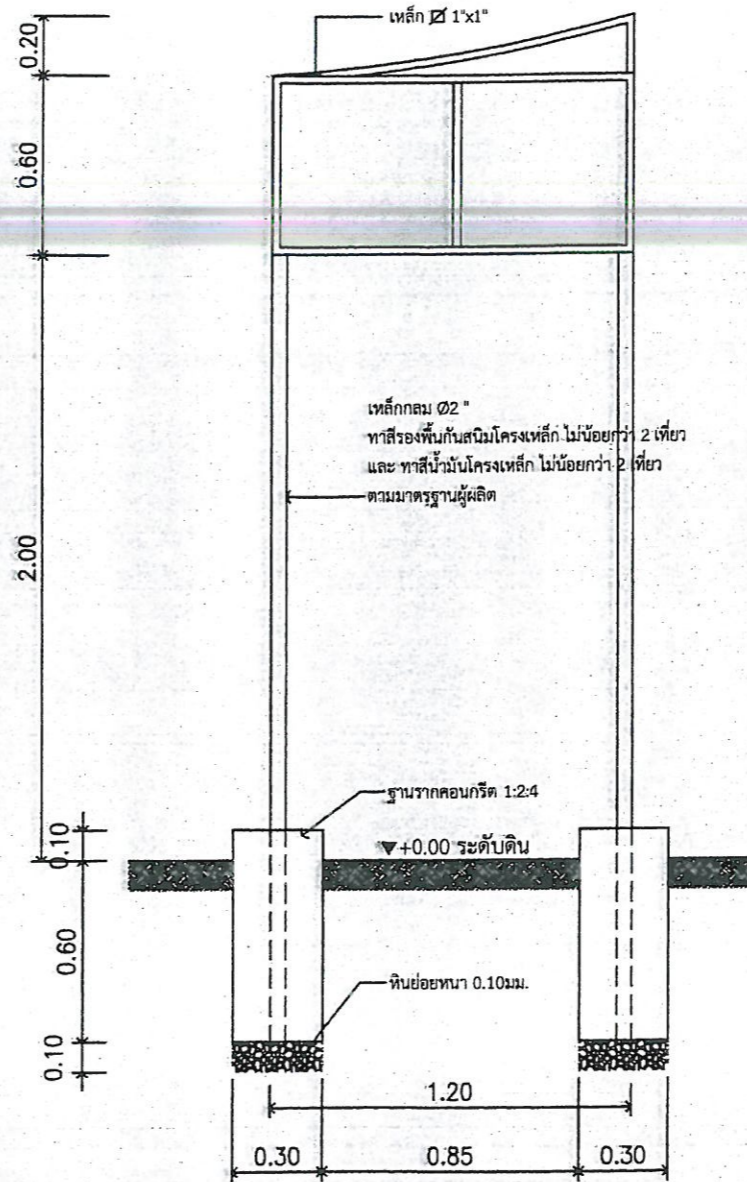 เหล็ก 1"x1"
0.20
0.60
เหล็กกลม Ø2 "
ทาสีรองพื้นกันสนิมโครงเหล็ก ไม่น้อยกว่า 2 เที่ยว
และ ทาสีน้ำมันโครงเหล็ก ไม่น้อยกว่า 2 เที่ยว
ตามมาตรฐานผู้ผลิต
2.00
ฐานรากคอนกรีต 1:2:4
0.10
+0.00 ระดับดิน
0.60
หินย่อยหนา 0.10มม.
0.10
1.20
0.30 0.85 0.30